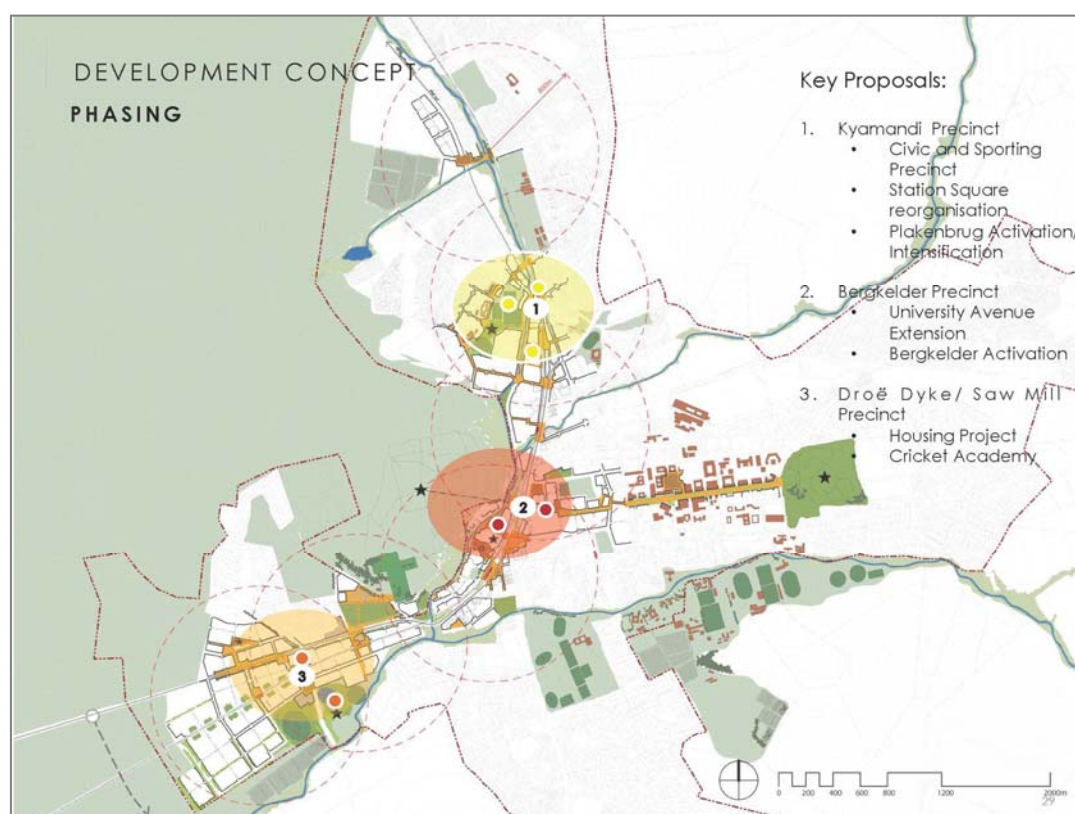 DEVELOPMENT CONCEPT
PHASING
Key Proposals:
1. Kyamandi Precinct
• Civic and Sporting
Precinct
• Station Square
reorganisation
• Plakenbrug Activation/
Intensification
2. Bergkelder Precinct
• University Avenue
Extension
• Bergkelder Activation
3. Droë Dyke/ Saw Mill
Precinct
• Housing Project
• Cricket Academy
1
2
3
0 200 400 600 800 1200 2000m
29